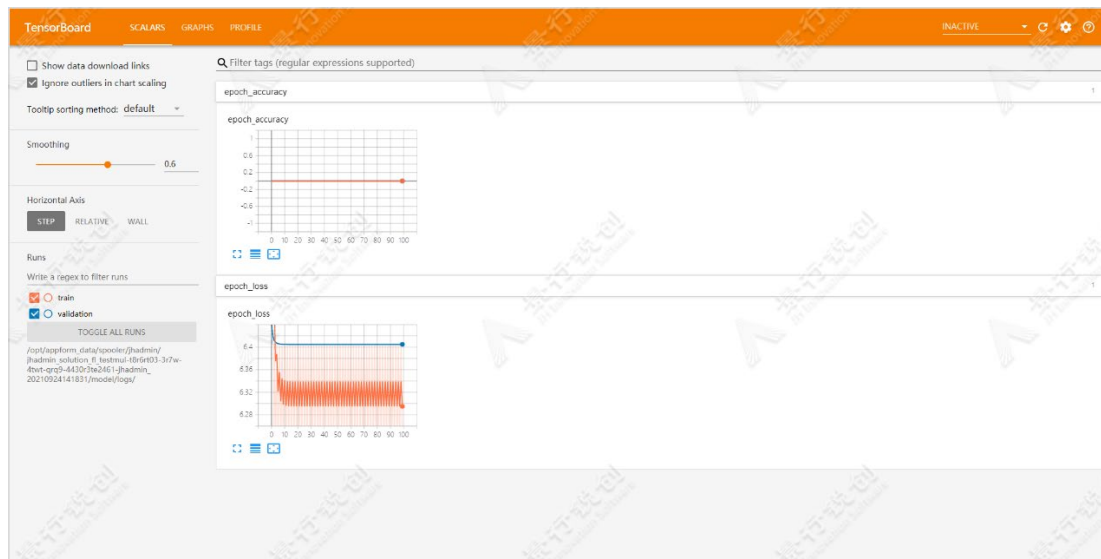 TensorBoard
SCALARS
GRAPHS
PROFILE
INACTIVE
Show data download links
Ignore outliers in chart scaling
Tooltip sorting method: default
Smoothing
0.6
Horizontal Axis
STEP
RELATIVE
WALL
Runs
Write a regex to filter runs
train
validation
TOGGLE ALL RUNS
/opt/appform_data/spooler/jhadmin/
20210924141831/model/logs/
Filter tags (regular expressions supported)
epoch_accuracy
1
epoch_accuracy
1
0.6
0.2
-0.2
-0.6
-1
0 10 20 30 40 50 60 70 80 90 100
epoch_loss
1
epoch_loss
6.4
6.36
6.32
6.28
0 10 20 30 40 50 60 70 80 90 100